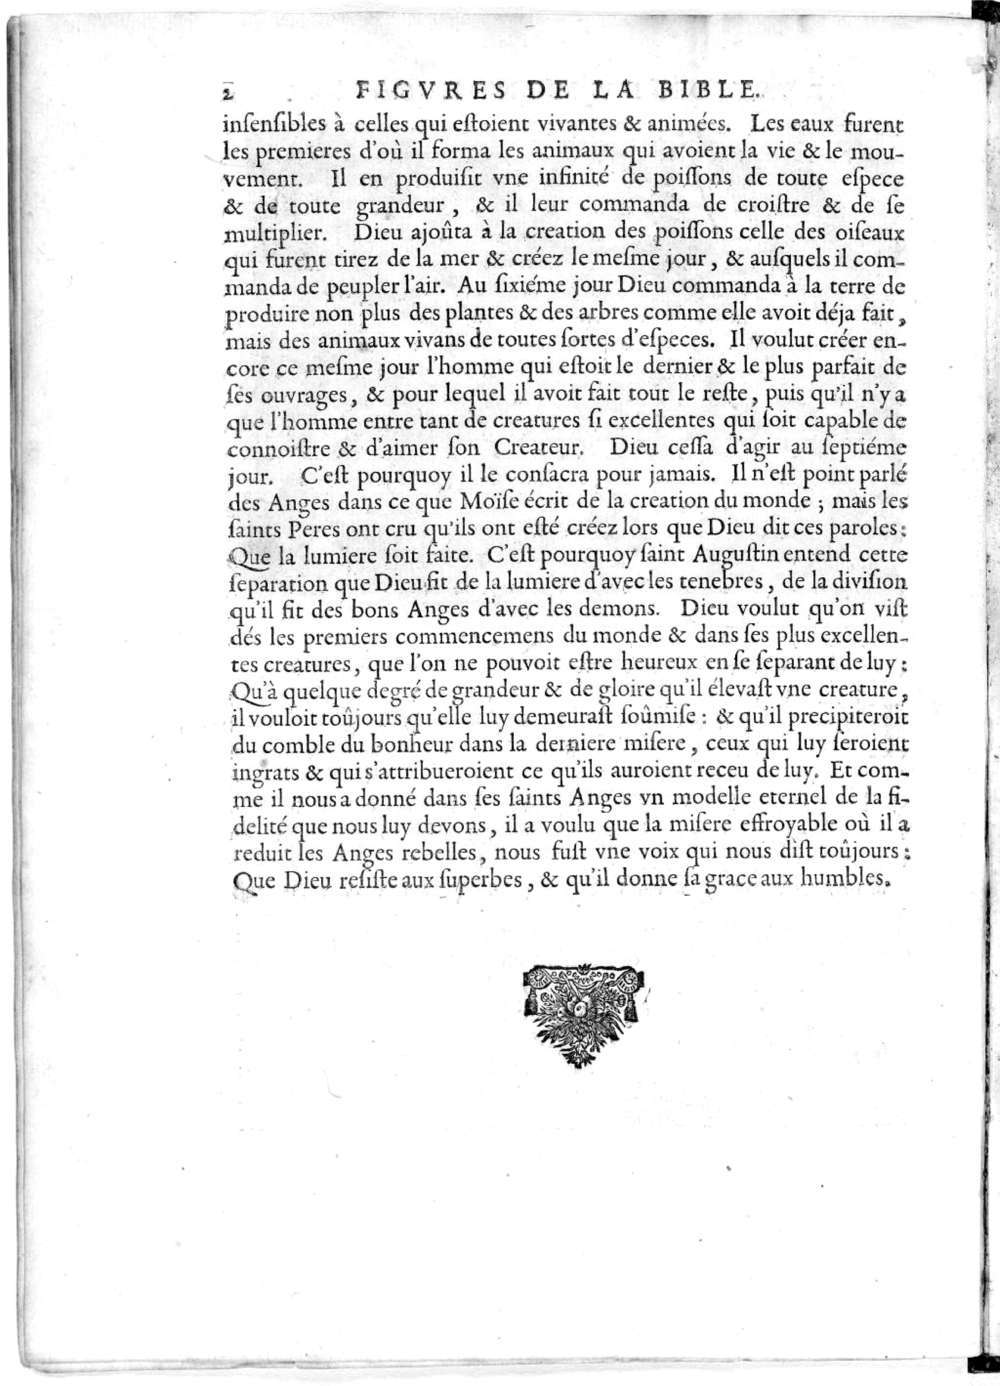 2 FIGVRES DE LA BIBLE.
inſenſibles à celles qui eſtoient vivantes & animées. Les eaux furent
les premieres d'où il forma les animaux qui avoient la vie & le mou-
vement. Il en produiſit vne infinité de poiſſons de toute eſpece
& de toute grandeur, & il leur commanda de croiſtre & de ſe
multiplier. Dieu ajoûta à la creation des poiſſons celle des oiſeaux
qui furent tirez de la mer & créez le meſme jour, & auſquels il com-
manda de peupler l'air. Au ſixiéme jour Dieu commanda à la terre de
produire non plus des plantes & des arbres comme elle avoit déja fait,
mais des animaux vivans de toutes ſortes d'eſpeces. Il voulut créer en-
core ce meſme jour l'homme qui eſtoit le dernier & le plus parfait de
ſes ouvrages, & pour lequel il avoit fait tout le reſte, puis qu'il n'y a
que l'homme entre tant de creatures ſi excellentes qui ſoit capable de
connoiſtre & d'aimer ſon Createur. Dieu ceſſa d'agir au ſeptiéme
jour. C'eſt pourquoy il le conſacra pour jamais. Il n'eſt point parlé
des Anges dans ce que Moïſe écrit de la creation du monde ; mais les
ſaints Peres ont cru qu'ils ont eſté créez lors que Dieu dit ces paroles :
Que la lumiere ſoit faite. C'eſt pourquoy ſaint Auguſtin entend cette
ſeparation que Dieu fit de la lumiere d'avec les tenebres, de la diviſion
qu'il fit des bons Anges d'avec les demons. Dieu voulut qu'on viſt
dés les premiers commencemens du monde & dans ſes plus excellen-
tes creatures, que l'on ne pouvoit eſtre heureux en ſe ſeparant de luy :
Qu'à quelque degré de grandeur & de gloire qu'il élevaſt vne creature,
il vouloit toûjours qu'elle luy demeuraſt ſoûmiſe : & qu'il precipiteroit
du comble du bonheur dans la derniere miſere, ceux qui luy ſeroient
ingrats & qui s'attribueroient ce qu'ils auroient receu de luy. Et com-
me il nous a donné dans ſes ſaints Anges vn modelle eternel de la fi-
delité que nous luy devons, il a voulu que la miſere effroyable où il a
reduit les Anges rebelles, nous fuſt vne voix qui nous diſt toûjours :
Que Dieu reſiſte aux ſuperbes, & qu'il donne ſa grace aux humbles.